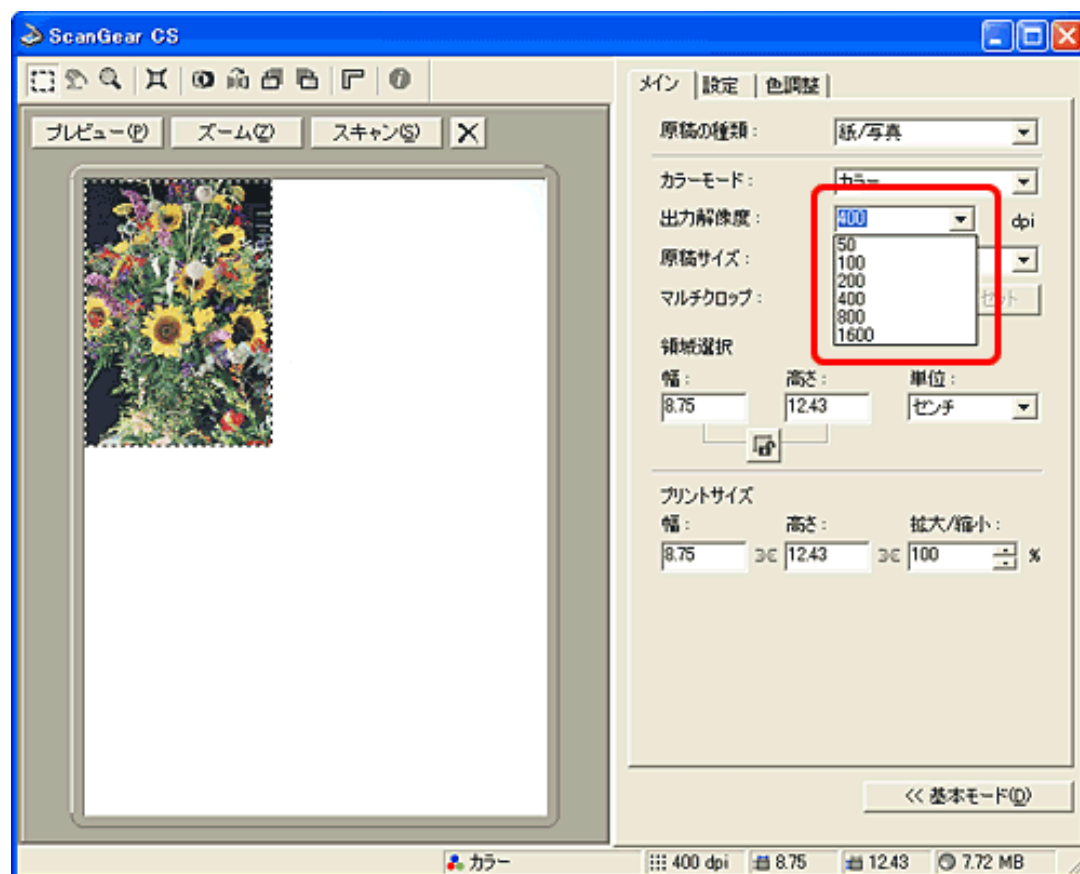 ScanGear CS
プレビュー(P) ズーム(Z) スキャン(S)
メイン 設定 色調整
原稿の種類: 紙/写真
カラーモード: カラー
出力解像度: 400 dpi
50
100
200
400
800
1600
原稿サイズ:
マルチクロップ: セット
領域選択
幅: 高さ: 単位:
8.75 12.43 センチ
プリントサイズ
幅: 高さ: 拡大/縮小:
8.75 12.43 100 %
<< 基本モード(D)
カラー 400 dpi 8.75 12.43 7.72 MB